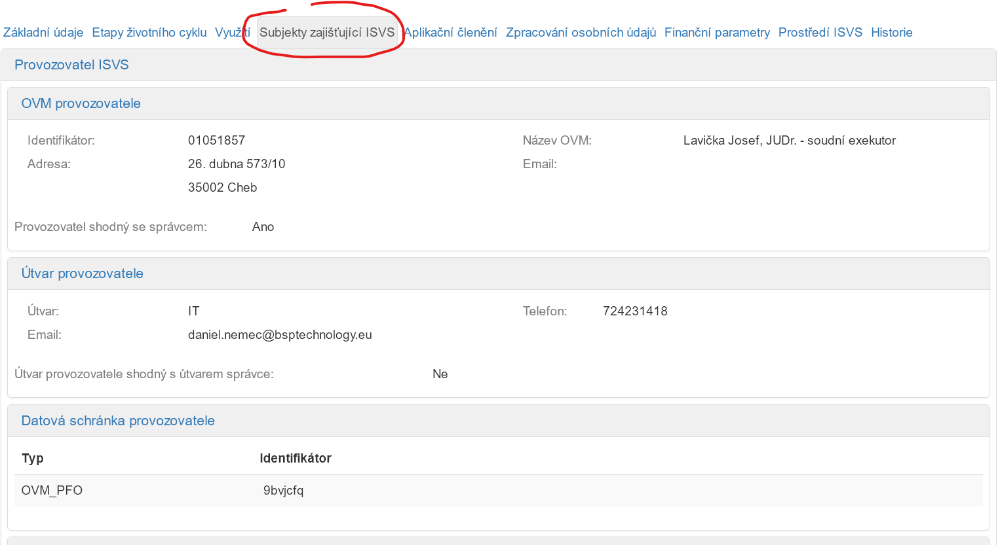 Základní údaje Etapy životního cyklu Využití Subjekty zajišťující ISVS Aplikační členění Zpracování osobních údajů Finanční parametry Prostředí ISVS Historie
Provozovatel ISVS
OVM provozovatele
Identifikátor: 01051857 Název OVM: Lavička Josef, JUDr. - soudní exekutor
Adresa: 26. dubna 573/10 Email:
35002 Cheb
Provozovatel shodný se správcem: Ano
Útvar provozovatele
Útvar: IT Telefon: 724231418
Email: daniel.nemec@bsptechnology.eu
Útvar provozovatele shodný s útvarem správce: Ne
Datová schránka provozovatele
Typ Identifikátor
OVM_PFO 9bvjcfq